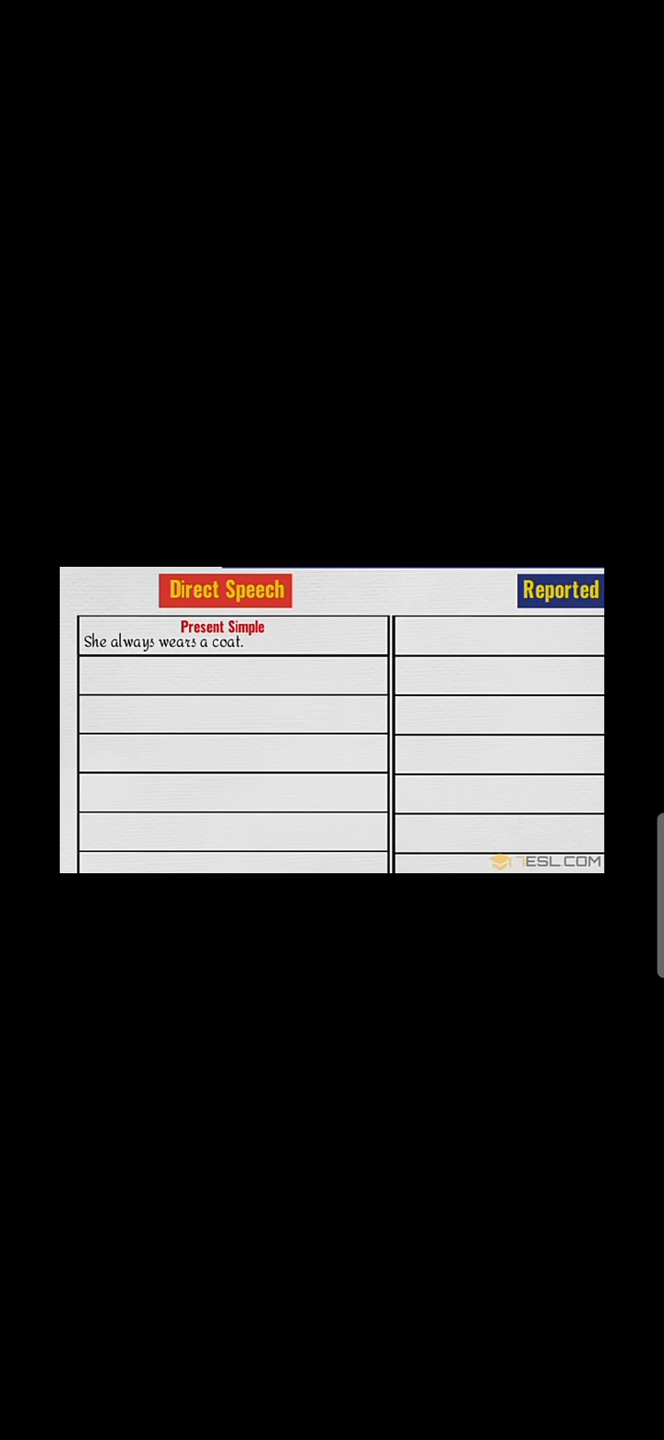 Direct Speech
Reported
Present Simple
She always wears a coat.
7ESL.COM